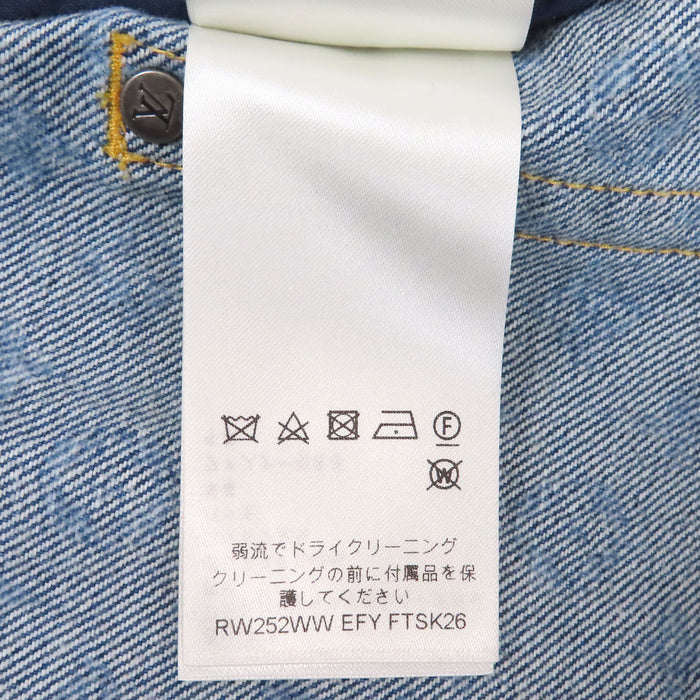 LV
F
W
弱流でドライクリーニング
クリーニングの前に付属品を保
護してください
RW252WW EFY FTSK26